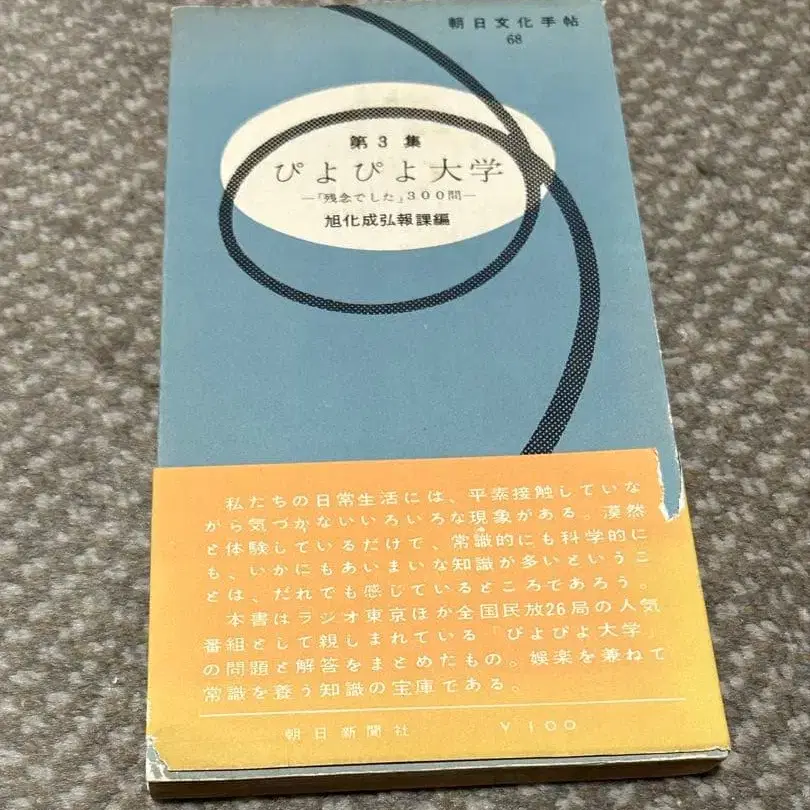 朝日文化手帖
68
第3集
ぴよぴよ大学
―「残念でした」300問―
旭化成弘報課編
私たちの日常生活には、平素接触していな
がら気づかないいろいろな現象がある。漠然
と体験しているだけで、常識的にも科学的に
も、いかにもあいまいな知識が多いというこ
とは、だれでも感じているところであろう。
本書はラジオ東京ほか全国民放26局の人気
番組として親しまれている「ぴよぴよ大学」
の問題と解答をまとめたもの。娯楽を兼ねて
常識を養う知識の宝庫である。
朝日新聞社 ￥100